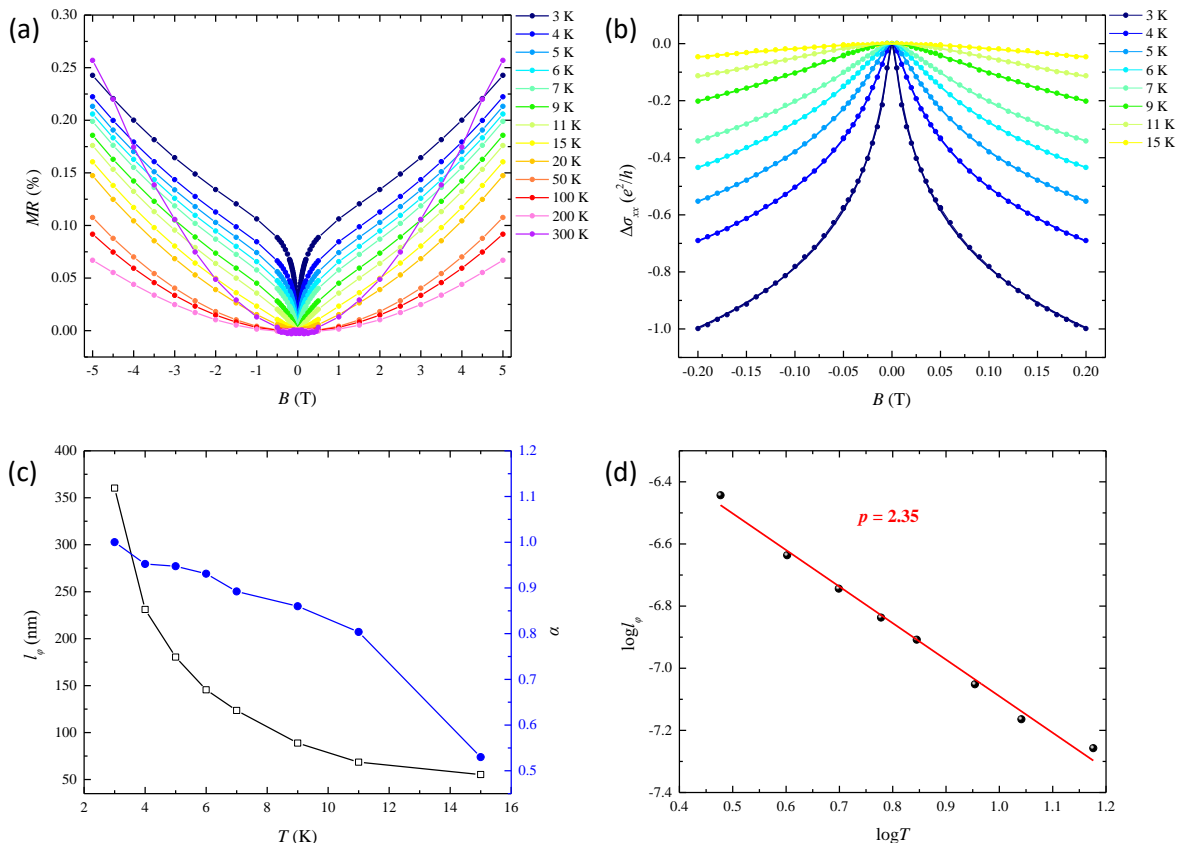 (a)
0.30
0.25
0.20
0.15
0.10
0.05
0.00
MR (%)
-5 -4 -3 -2 -1 0 1 2 3 4 5
B (T)
3 K
4 K
5 K
6 K
7 K
9 K
11 K
15 K
20 K
50 K
100 K
200 K
300 K
(b)
0.0
-0.2
-0.4
-0.6
-0.8
-1.0
Δσxx (e²/h)
-0.20 -0.15 -0.10 -0.05 0.00 0.05 0.10 0.15 0.20
B (T)
3 K
4 K
5 K
6 K
7 K
9 K
11 K
15 K
(c)
400
350
300
250
200
150
100
50
lφ (nm)
2 4 6 8 10 12 14 16
T (K)
1.2
1.1
1.0
0.9
0.8
0.7
0.6
0.5
α
(d)
-6.4
-6.6
-6.8
-7.0
-7.2
-7.4
loglφ
p = 2.35
0.4 0.5 0.6 0.7 0.8 0.9 1.0 1.1 1.2
logT